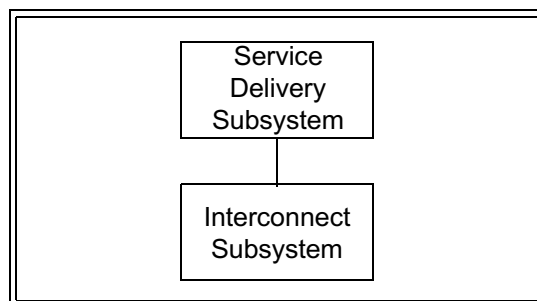 Service
Delivery
Subsystem
Interconnect
Subsystem